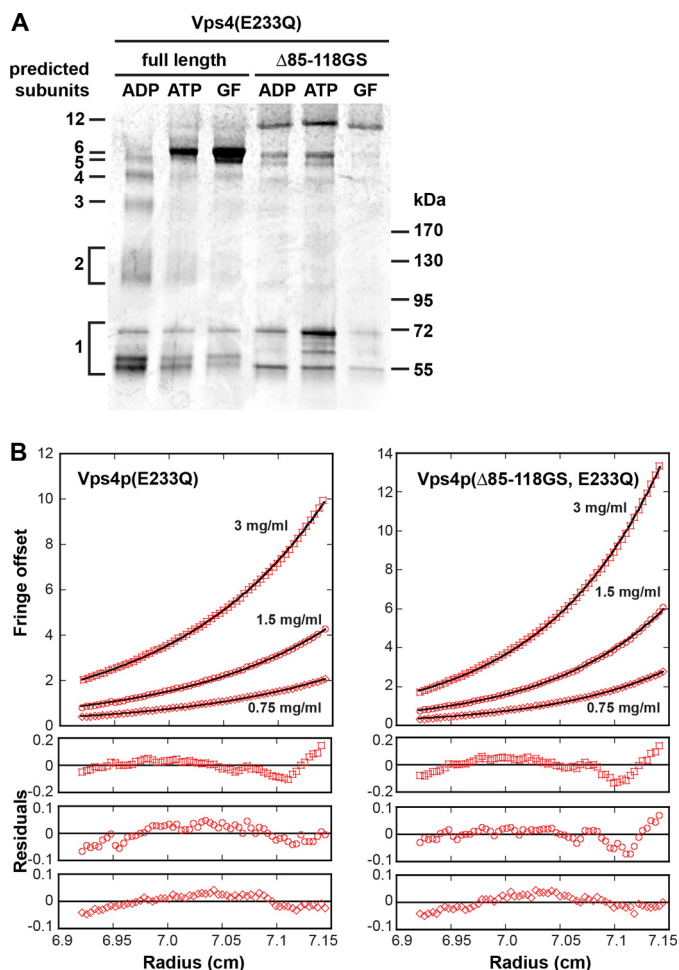 A
Vps4(E233Q)
full length Δ85-118GS
predicted subunits
ADP ATP GF ADP ATP GF
12
6
5
4
3
2
1
kDa
170
130
95
72
55
B
Fringe offset
12
10
8
6
4
2
0
Vps4p(E233Q)
3 mg/ml
1.5 mg/ml
0.75 mg/ml
14
12
10
8
6
4
2
0
Vps4p(Δ85-118GS, E233Q)
3 mg/ml
1.5 mg/ml
0.75 mg/ml
Residuals
0.2
0
-0.2
0.1
0
-0.1
0.1
0
-0.1
6.9 6.95 7.0 7.05 7.1 7.15
Radius (cm)
0.2
0
-0.2
0.1
0
-0.1
0.1
0
-0.1
6.9 6.95 7.0 7.05 7.1 7.15
Radius (cm)